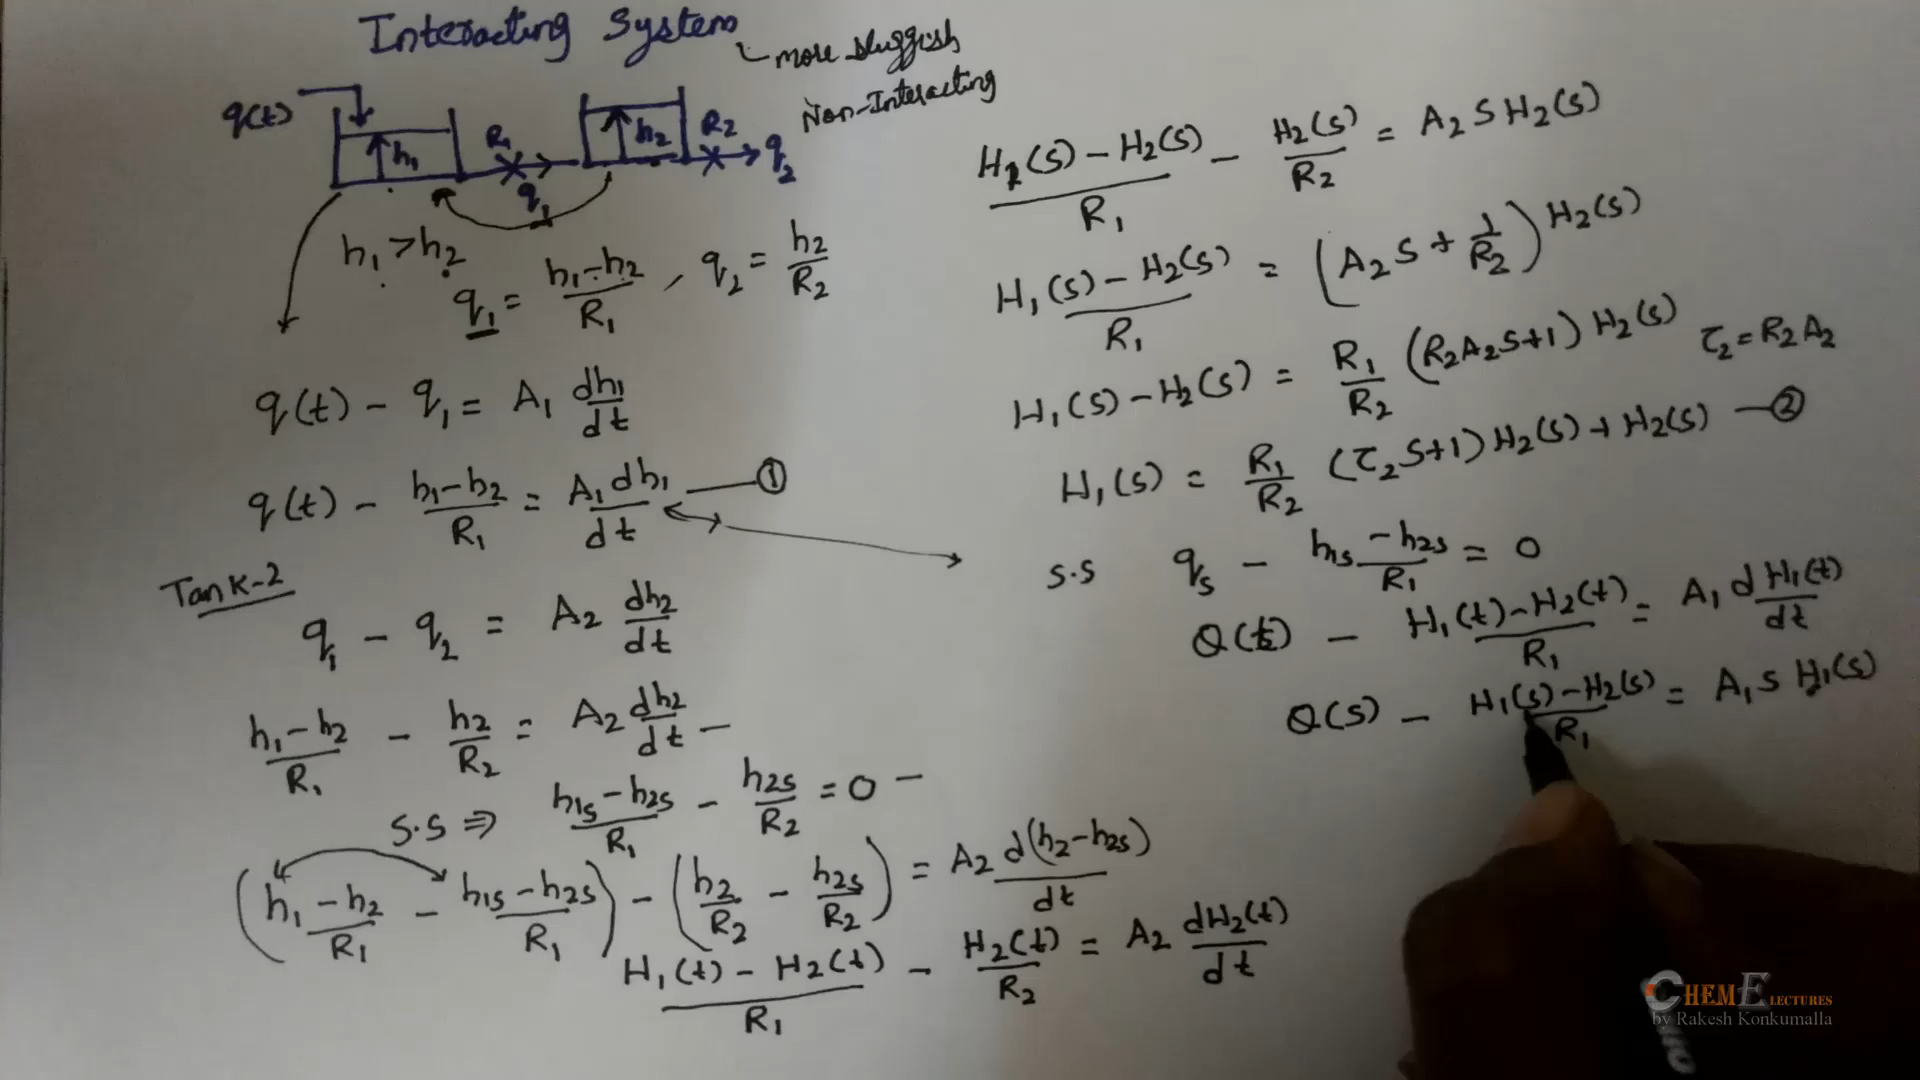 Interacting System
more sluggish
Non-Interacting
q(t)
h₁
R₁
q₁
h₂
R₂
q₂
h₁ > h₂
q₁ = (h₁-h₂)/R₁ , q₂ = h₂/R₂
q(t) - q₁ = A₁ dh₁/dt
q(t) - (h₁-h₂)/R₁ = A₁dh₁/dt — ①
Tank-2
q₁ - q₂ = A₂ dh₂/dt
(h₁-h₂)/R₁ - h₂/R₂ = A₂ dh₂/dt —
S.S ⇒ (h₁s-h₂s)/R₁ - h₂s/R₂ = 0 —
((h₁-h₂)/R₁ - (h₁s-h₂s)/R₁) - (h₂/R₂ - h₂s/R₂) = A₂ d(h₂-h₂s)/dt
(H₁(t)-H₂(t))/R₁ - H₂(t)/R₂ = A₂ dH₂(t)/dt
(H₁(s)-H₂(s))/R₁ - H₂(s)/R₂ = A₂ S H₂(s)
(H₁(s)-H₂(s))/R₁ = (A₂S + 1/R₂) H₂(s)
H₁(s)-H₂(s) = R₁/R₂ (R₂A₂S+1) H₂(s) τ₂=R₂A₂
H₁(s) = R₁/R₂ (τ₂S+1) H₂(s) + H₂(s) — ②
S.S qs - (h₁s-h₂s)/R₁ = 0
Q(t) - (H₁(t)-H₂(t))/R₁ = A₁ dH₁(t)/dt
Q(s) - (H₁(s)-H₂(s))/R₁ = A₁ S H₁(s)
CHEME LECTURES
by Rakesh Konkumalla